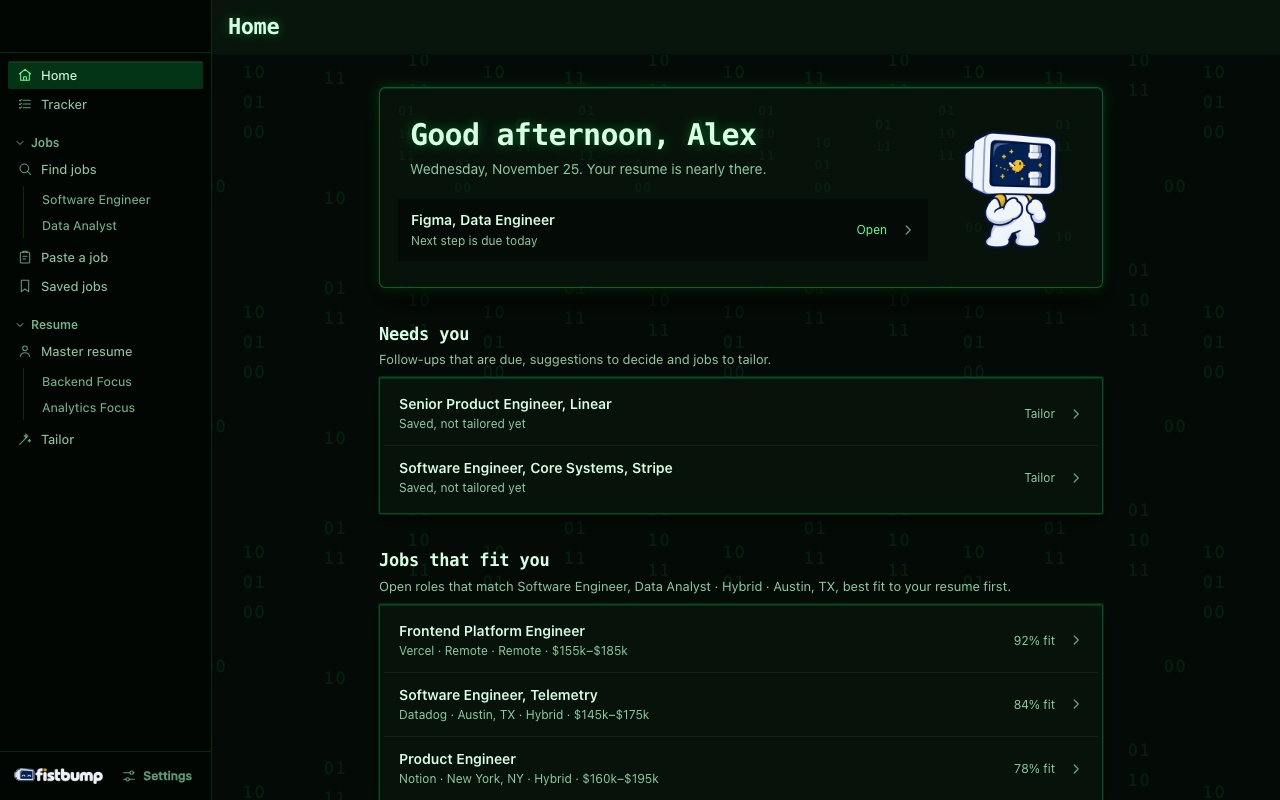 Home
Home
Tracker
Jobs
Find jobs
Software Engineer
Data Analyst
Paste a job
Saved jobs
Resume
Master resume
Backend Focus
Analytics Focus
Tailor
fistbump
Settings
Good afternoon, Alex
Wednesday, November 25. Your resume is nearly there.
Figma, Data Engineer
Next step is due today
Open
Needs you
Follow-ups that are due, suggestions to decide and jobs to tailor.
Senior Product Engineer, Linear
Saved, not tailored yet
Tailor
Software Engineer, Core Systems, Stripe
Saved, not tailored yet
Tailor
Jobs that fit you
Open roles that match Software Engineer, Data Analyst · Hybrid · Austin, TX, best fit to your resume first.
Frontend Platform Engineer
Vercel · Remote · Remote · $155k–$185k
92% fit
Software Engineer, Telemetry
Datadog · Austin, TX · Hybrid · $145k–$175k
84% fit
Product Engineer
Notion · New York, NY · Hybrid · $160k–$195k
78% fit